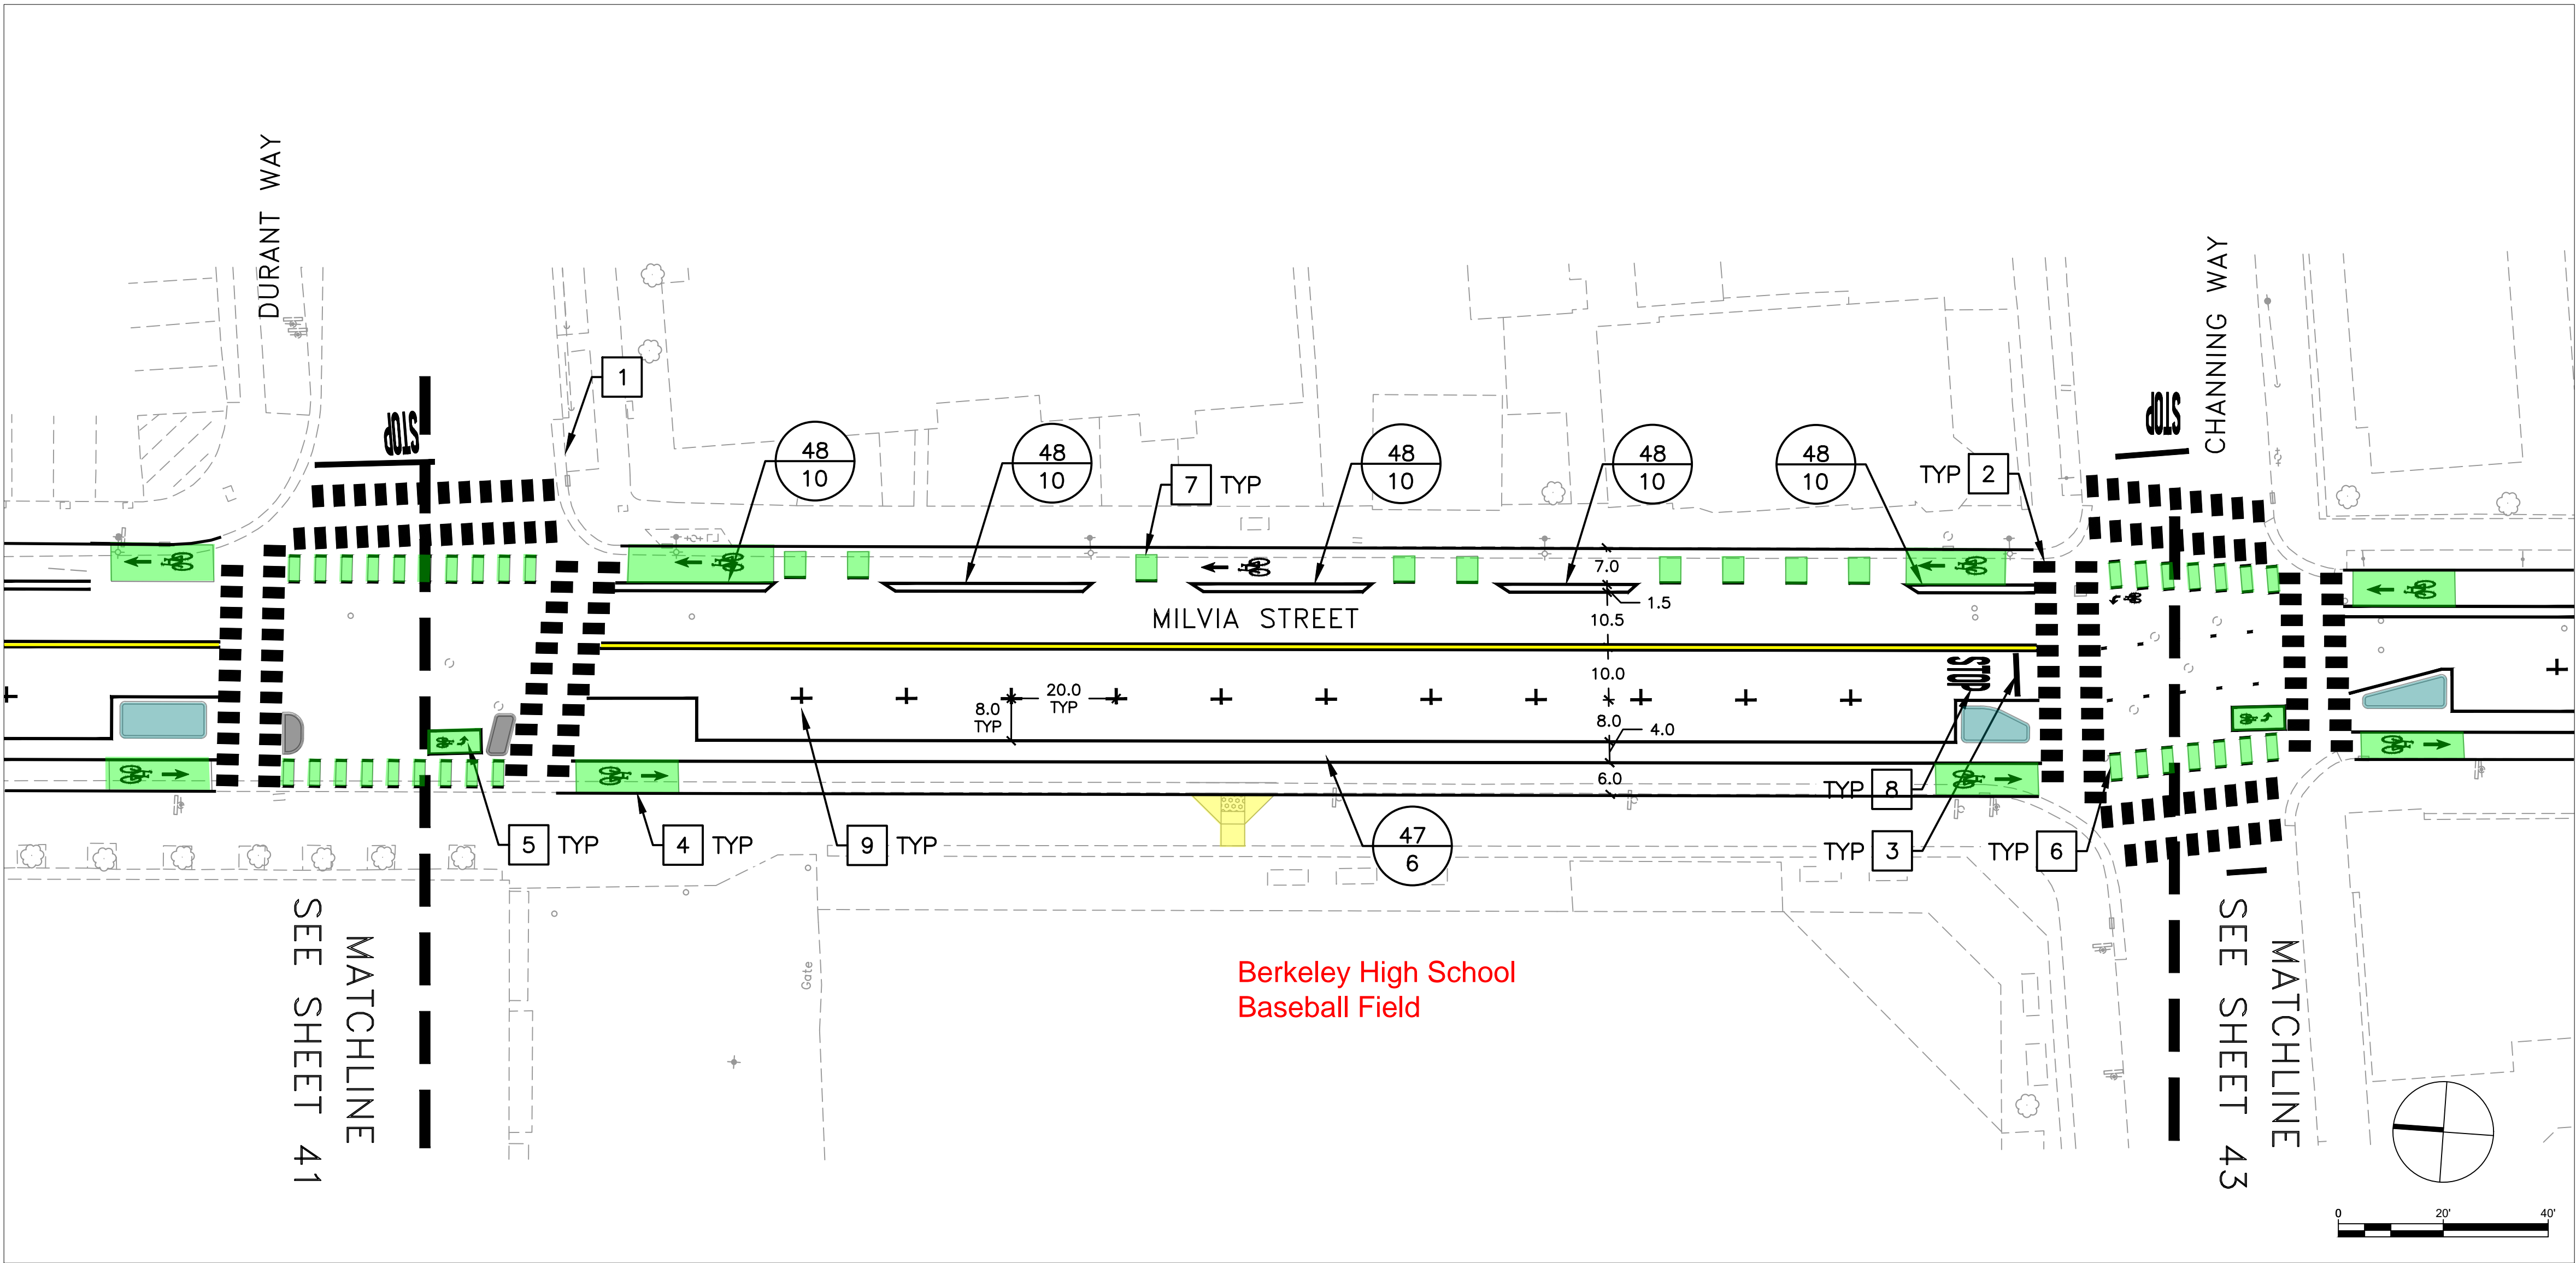 DURANT WAY
CHANNING WAY
STOP
STOP
1
48
10
48
10
7 TYP
48
10
48
10
48
10
TYP 2
7.0
1.5
MILVIA STREET
10.5
STOP
10.0
20.0
TYP
8.0
TYP
8.0
4.0
6.0
TYP 8
5 TYP
4 TYP
9 TYP
47
6
TYP 3
TYP 6
MATCHLINE
SEE SHEET 41
Gate
Berkeley High School
Baseball Field
MATCHLINE
SEE SHEET 43
0 20' 40'